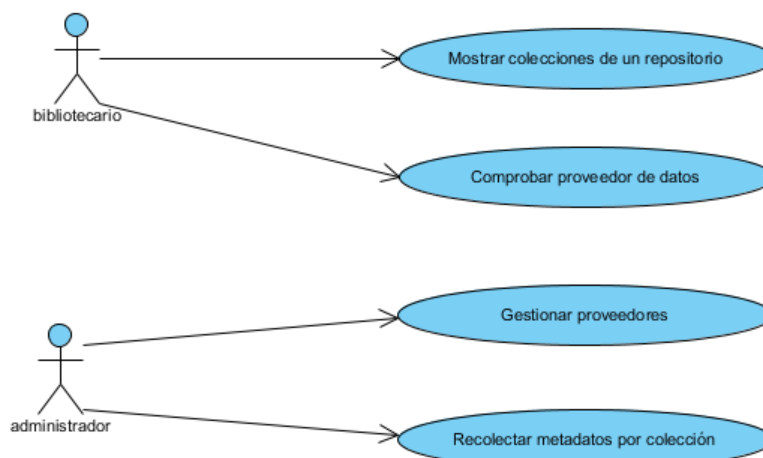 Mostrar colecciones de un repositorio
bibliotecario
Comprobar proveedor de datos
Gestionar proveedores
administrador
Recolectar metadatos por colección